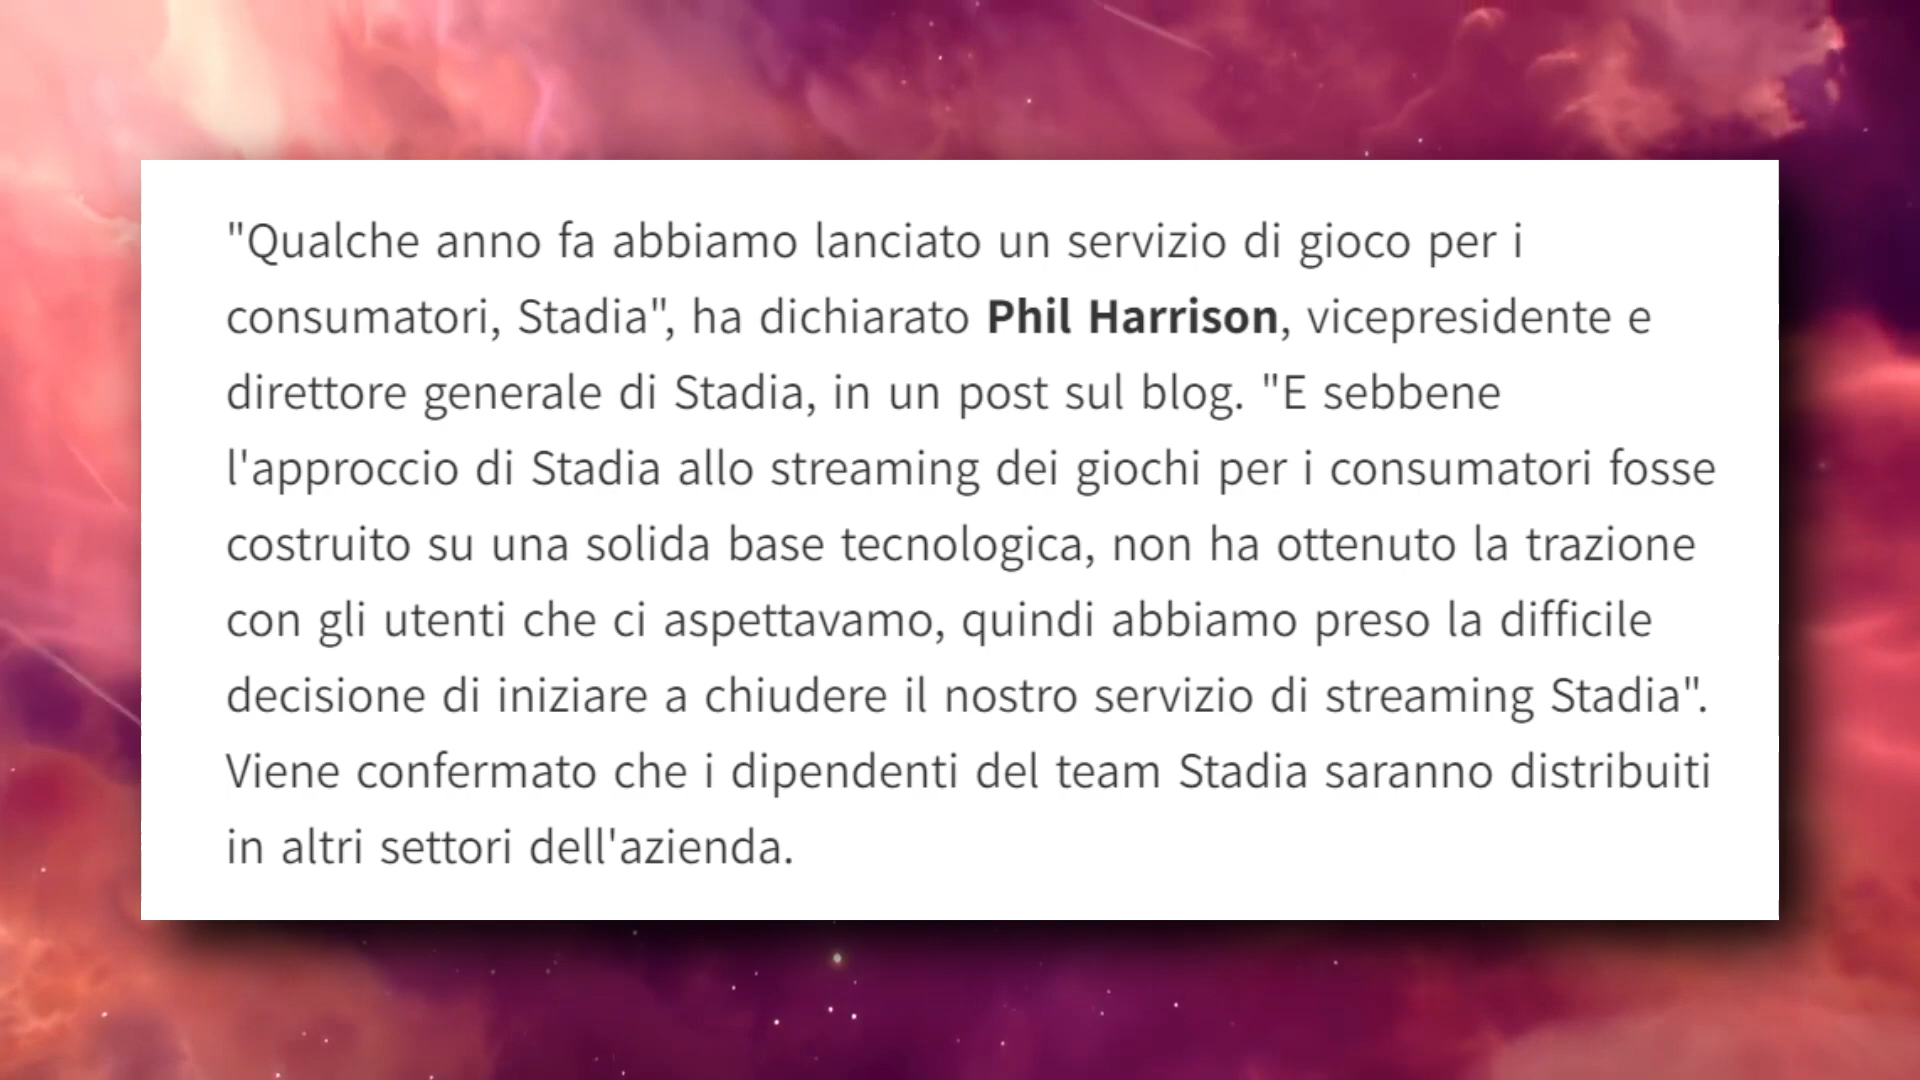 "Qualche anno fa abbiamo lanciato un servizio di gioco per i
consumatori, Stadia", ha dichiarato Phil Harrison, vicepresidente e
direttore generale di Stadia, in un post sul blog. "E sebbene
l'approccio di Stadia allo streaming dei giochi per i consumatori fosse
costruito su una solida base tecnologica, non ha ottenuto la trazione
con gli utenti che ci aspettavamo, quindi abbiamo preso la difficile
decisione di iniziare a chiudere il nostro servizio di streaming Stadia".
Viene confermato che i dipendenti del team Stadia saranno distribuiti
in altri settori dell'azienda.